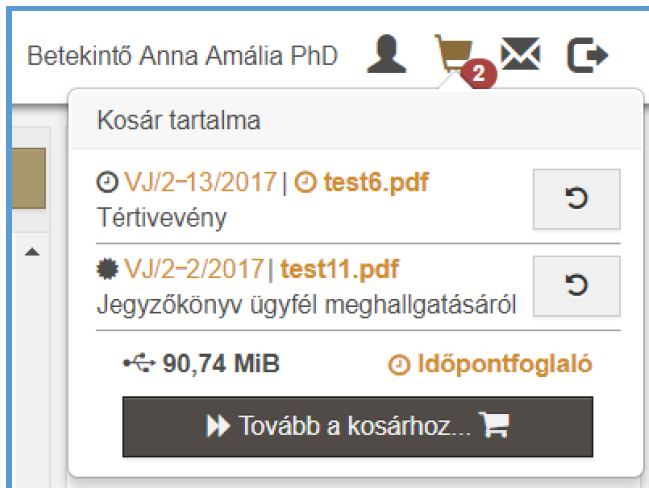 Betekintő Anna Amália PhD
2
Kosár tartalma
VJ/2-13/2017| test6.pdf
Tértivevény
VJ/2-2/2017| test11.pdf
Jegyzőkönyv ügyfél meghallgatásáról
90,74 MiB Időpontfoglaló
Tovább a kosárhoz...